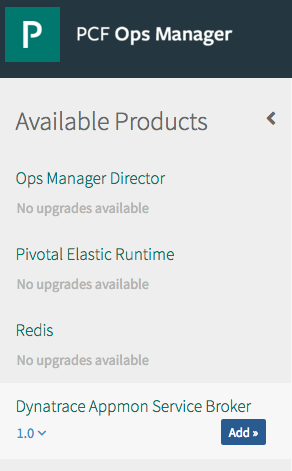 P PCF Ops Manager
Available Products
Ops Manager Director
No upgrades available
Pivotal Elastic Runtime
No upgrades available
Redis
No upgrades available
Dynatrace Appmon Service Broker
1.0 Add »